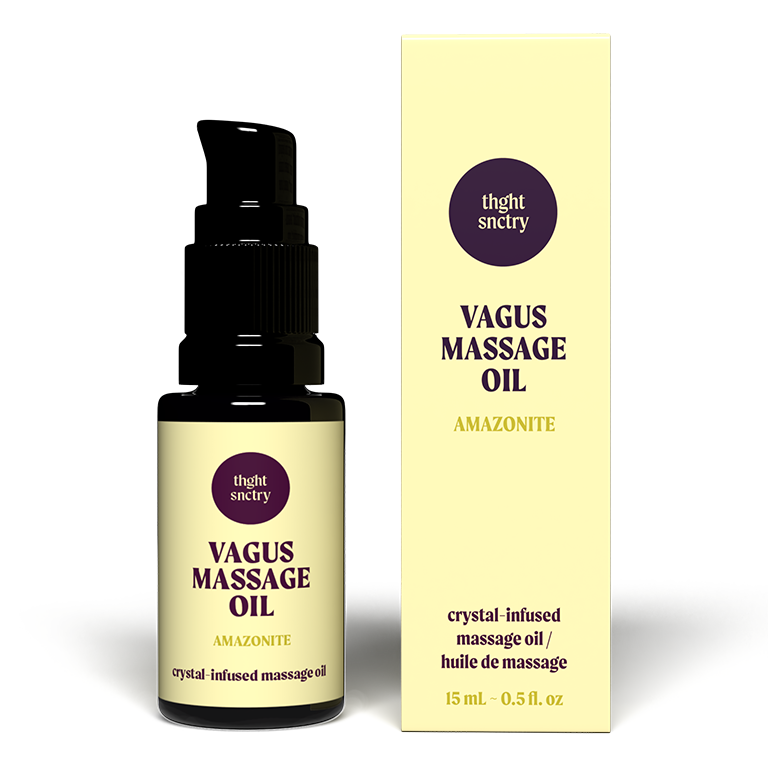 thght
snctry
VAGUS
MASSAGE
OIL
AMAZONITE
crystal-infused massage oil
thght
snctry
VAGUS
MASSAGE
OIL
AMAZONITE
crystal-infused
massage oil /
huile de massage
15 mL ~ 0.5 fl. oz